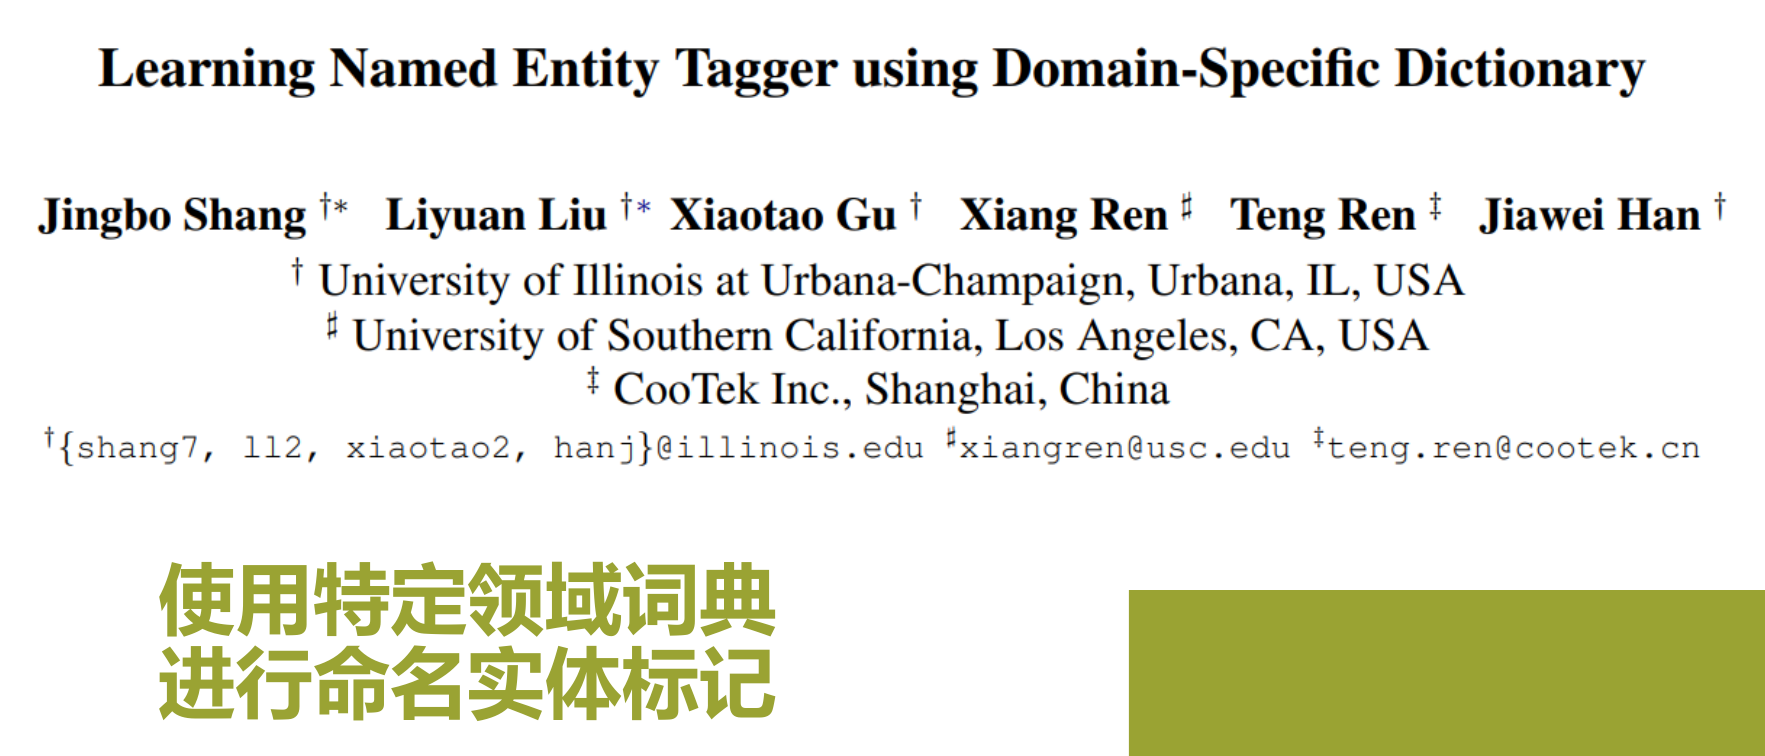 Learning Named Entity Tagger using Domain-Specific Dictionary
Jingbo Shang †* Liyuan Liu †* Xiaotao Gu † Xiang Ren ♯ Teng Ren ‡ Jiawei Han †
† University of Illinois at Urbana-Champaign, Urbana, IL, USA
♯ University of Southern California, Los Angeles, CA, USA
‡ CooTek Inc., Shanghai, China
†{shang7, ll2, xiaotao2, hanj}@illinois.edu ♯xiangren@usc.edu ‡teng.ren@cootek.cn
使用特定领域词典
进行命名实体标记